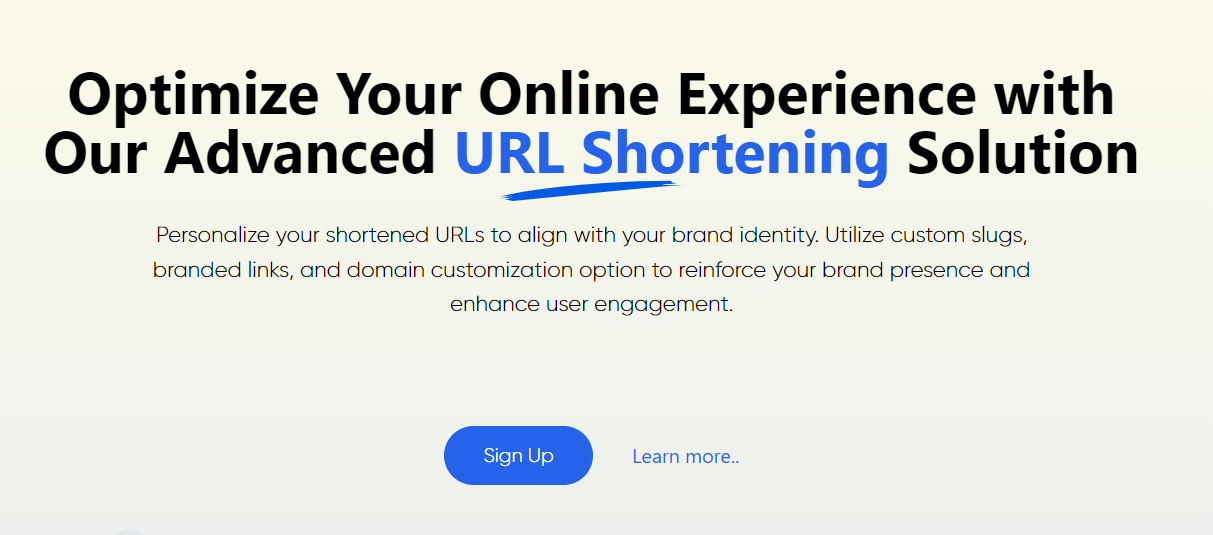 Optimize Your Online Experience with
Our Advanced URL Shortening Solution
Personalize your shortened URLs to align with your brand identity. Utilize custom slugs,
branded links, and domain customization option to reinforce your brand presence and
enhance user engagement.
Sign Up
Learn more..